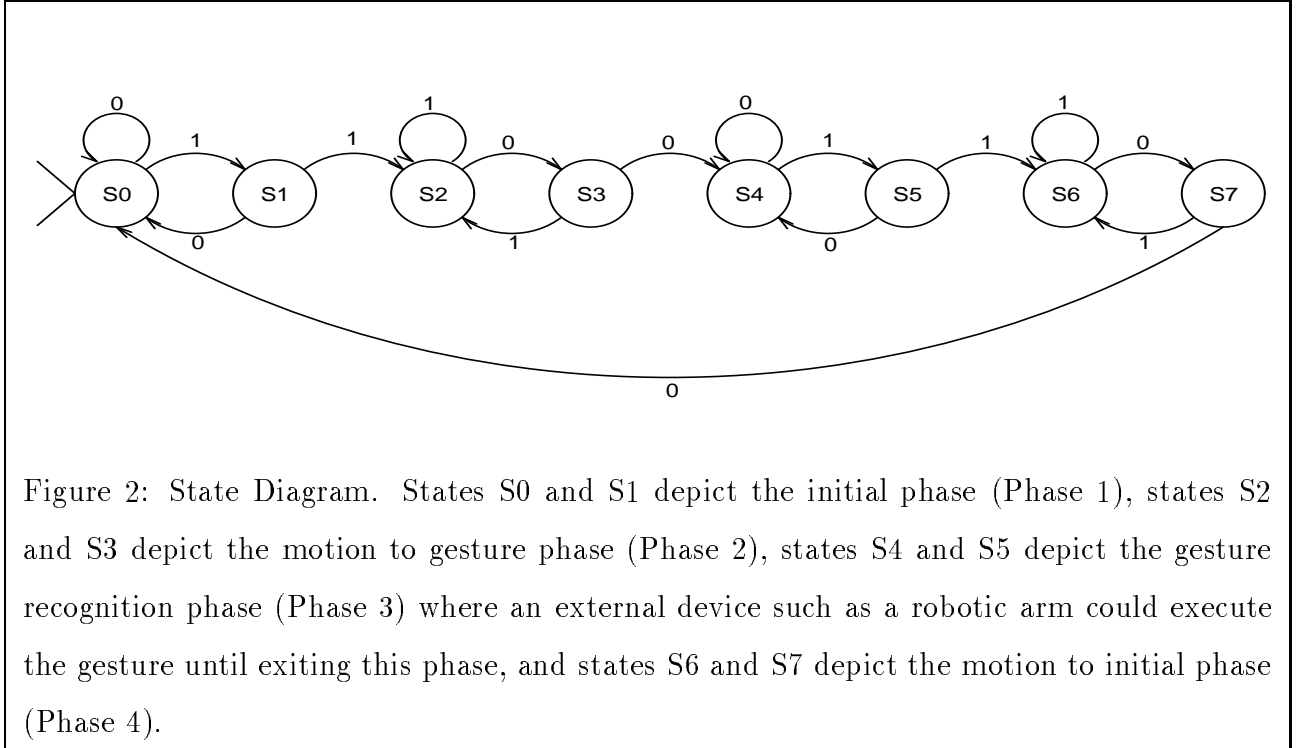 0 1 0 1
1 1 0 0 1 1 0
S0 S1 S2 S3 S4 S5 S6 S7
0 1 0 1
0
Figure 2: State Diagram. States S0 and S1 depict the initial phase (Phase 1), states S2
and S3 depict the motion to gesture phase (Phase 2), states S4 and S5 depict the gesture
recognition phase (Phase 3) where an external device such as a robotic arm could execute
the gesture until exiting this phase, and states S6 and S7 depict the motion to initial phase
(Phase 4).